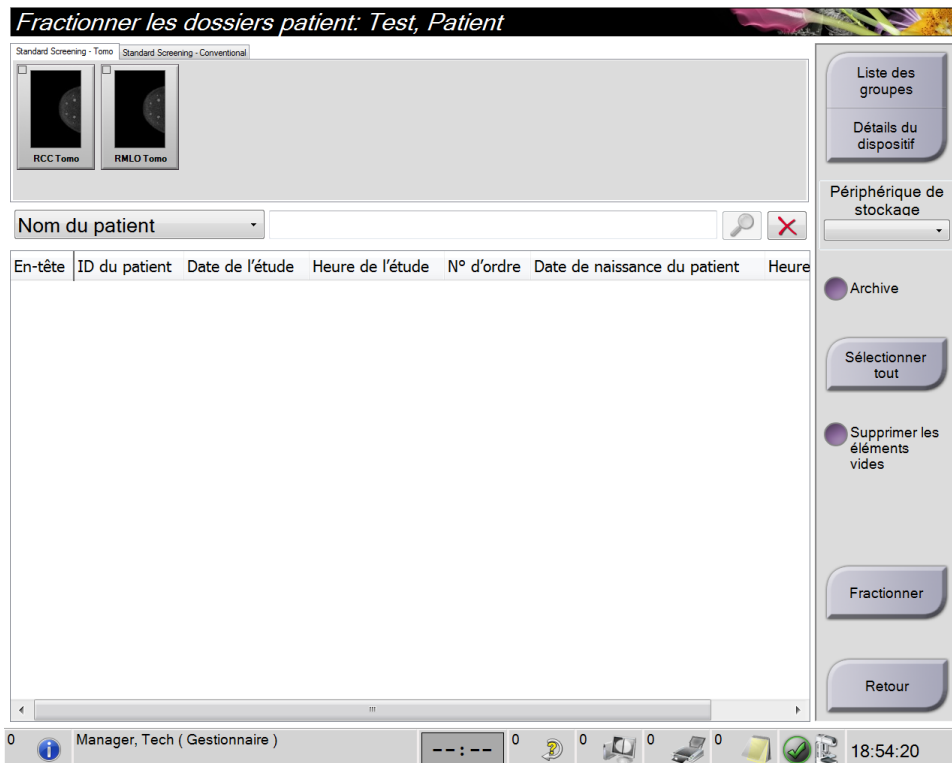 Fractionner les dossiers patient: Test, Patient
Standard Screening - Tomo
Standard Screening - Conventional
RCC Tomo
RMLO Tomo
Nom du patient
En-tête ID du patient Date de l'étude Heure de l'étude N° d'ordre Date de naissance du patient Heure
Liste des
groupes
Détails du
dispositif
Périphérique de
stockage
Archive
Sélectionner
tout
Supprimer les
éléments
vides
Fractionner
Retour
0 Manager, Tech ( Gestionnaire ) --:-- 0 0 0 0 18:54:20